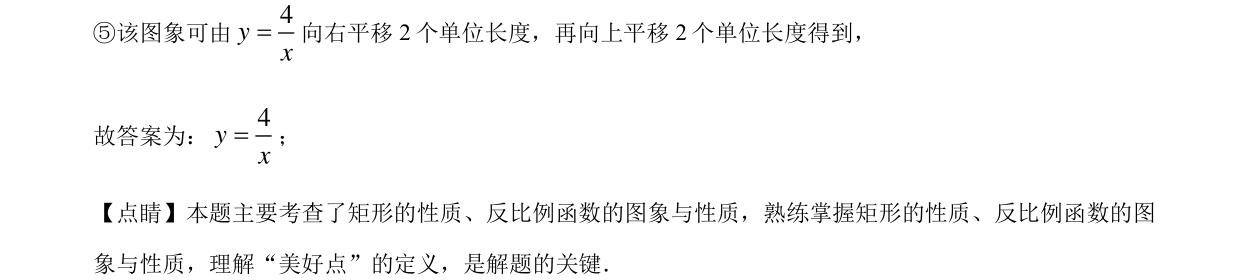 ⑤该图象可由 y = 4/x 向右平移 2 个单位长度，再向上平移 2 个单位长度得到，
故答案为： y = 4/x ；
【点睛】本题主要考查了矩形的性质、反比例函数的图象与性质，熟练掌握矩形的性质、反比例函数的图
象与性质，理解“美好点”的定义，是解题的关键．